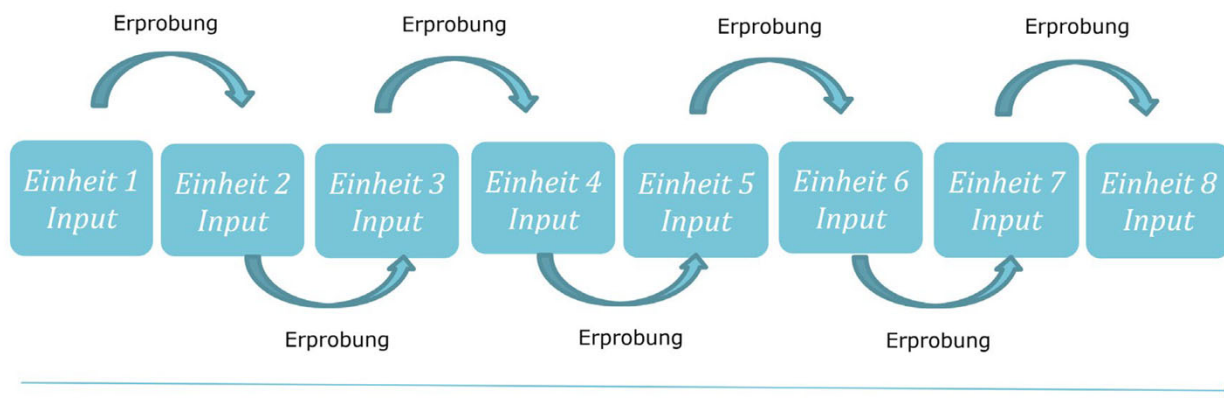 Erprobung
Erprobung
Erprobung
Erprobung
Einheit 1
Input
Einheit 2
Input
Einheit 3
Input
Einheit 4
Input
Einheit 5
Input
Einheit 6
Input
Einheit 7
Input
Einheit 8
Input
Erprobung
Erprobung
Erprobung